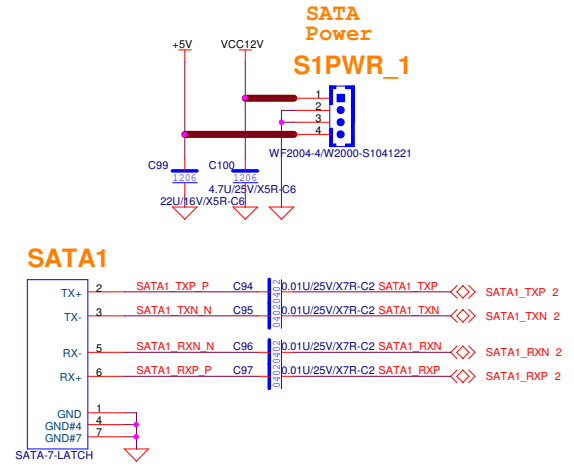 SATA
Power
+5V VCC12V
S1PWR_1
1
2
3
4
WF2004-4/W2000-S1041221
C99 C100
1206 1206
4.7U/25V/X5R-C6
22U/16V/X5R-C6
SATA1
TX+ 2 SATA1_TXP_P C94 0402 0.01U/25V/X7R-C2 SATA1_TXP SATA1_TXP 2
TX- 3 SATA1_TXN_N C95 0402 0.01U/25V/X7R-C2 SATA1_TXN SATA1_TXN 2
RX- 5 SATA1_RXN_N C96 0402 0.01U/25V/X7R-C2 SATA1_RXN SATA1_RXN 2
RX+ 6 SATA1_RXP_P C97 0402 0.01U/25V/X7R-C2 SATA1_RXP SATA1_RXP 2
GND 1
GND#4 4
GND#7 7
SATA-7-LATCH